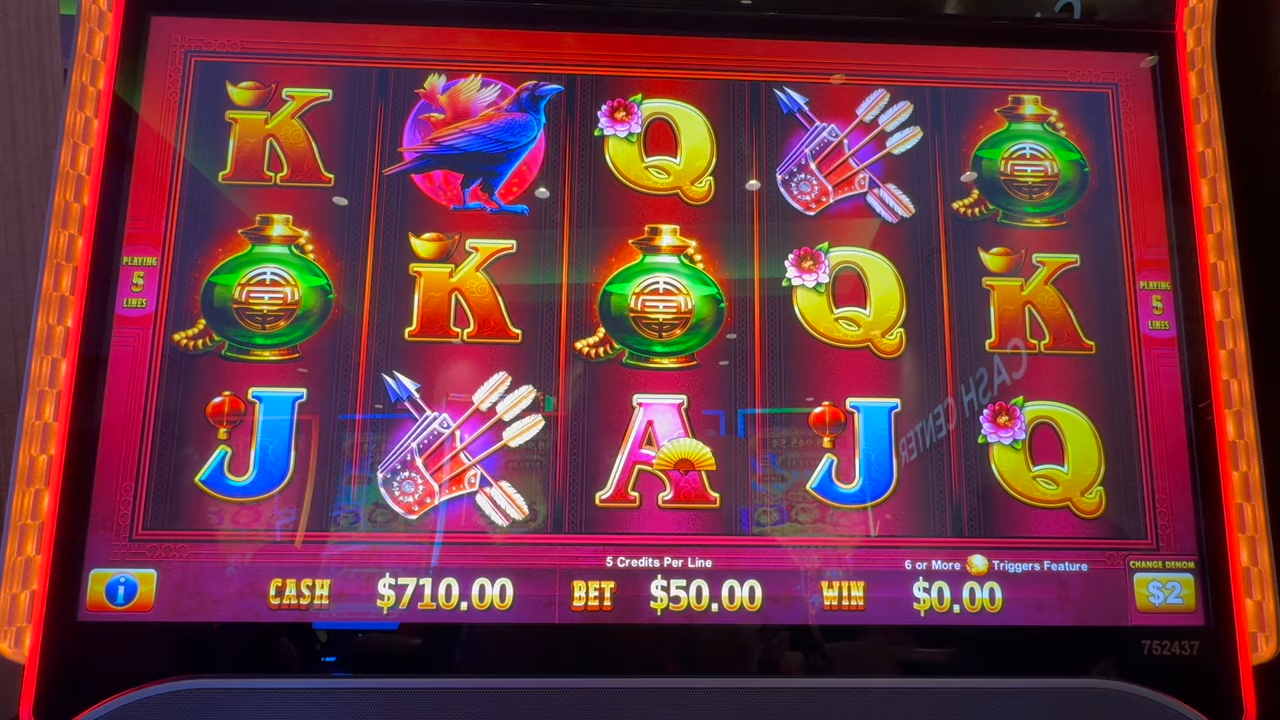 K Q
K Q K
PLAYING 5 LINES
PLAYING 5 LINES
J A J Q
CASH CENTER
5 Credits Per Line
6 or More Triggers Feature
CHANGE DENOM
$2
i
CASH $710.00 BET $50.00 WIN $0.00
752437